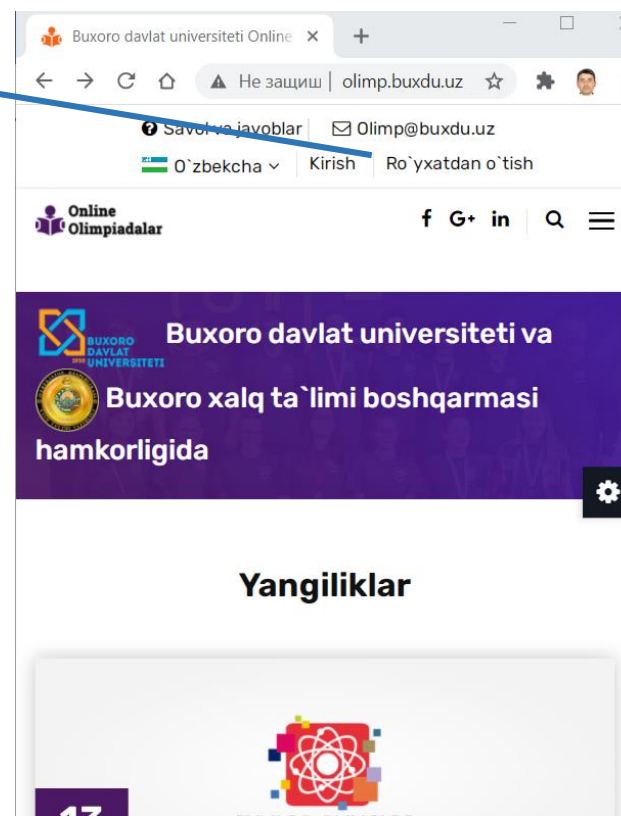 Buxoro davlat universiteti Online
Не защищ | olimp.buxdu.uz
Savol va javoblar Olimp@buxdu.uz
O`zbekcha Kirish Ro`yxatdan o`tish
Online
Olimpiadalar
f G+ in
BUXORO
DAVLAT
UNIVERSITETI
Buxoro davlat universiteti va
Buxoro xalq ta`limi boshqarmasi
hamkorligida
Yangiliklar